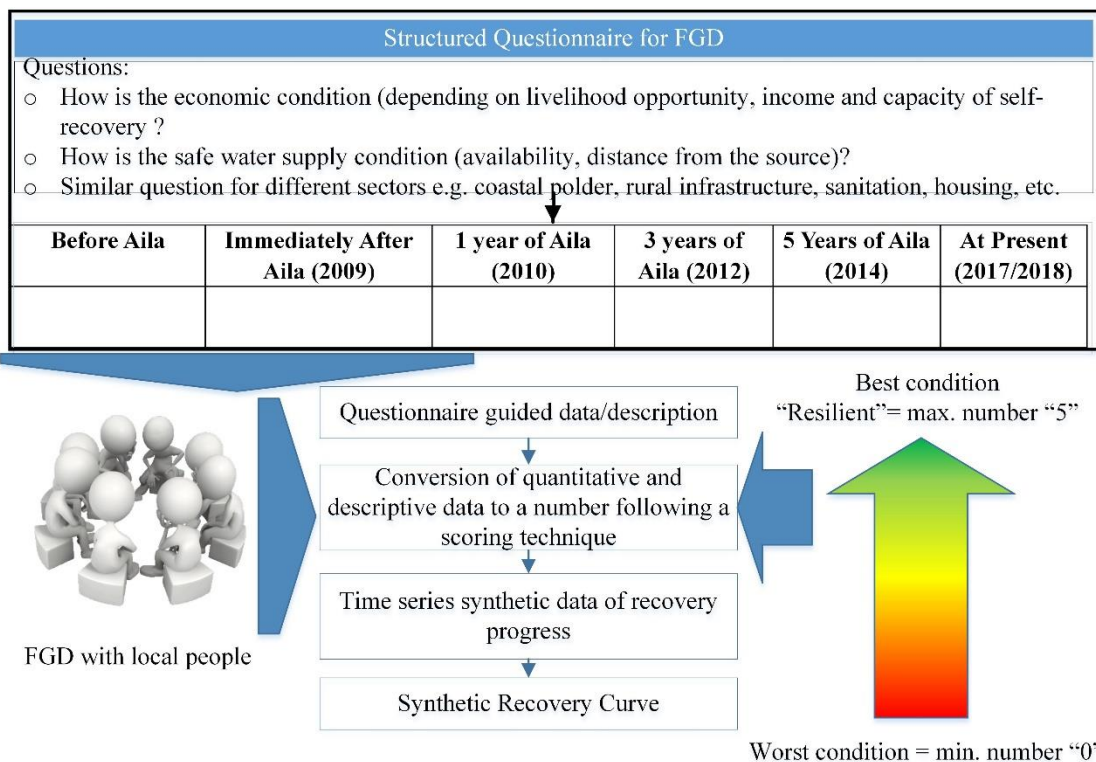 Structured Questionnaire for FGD
Questions:
o How is the economic condition (depending on livelihood opportunity, income and capacity of self-
recovery ?
o How is the safe water supply condition (availability, distance from the source)?
o Similar question for different sectors e.g. coastal polder, rural infrastructure, sanitation, housing, etc.
Before Aila
Immediately After
Aila (2009)
1 year of Aila
(2010)
3 years of
Aila (2012)
5 Years of Aila
(2014)
At Present
(2017/2018)
FGD with local people
Questionnaire guided data/description
Conversion of quantitative and
descriptive data to a number following a
scoring technique
Time series synthetic data of recovery
progress
Synthetic Recovery Curve
Best condition
“Resilient”= max. number “5”
Worst condition = min. number “0”